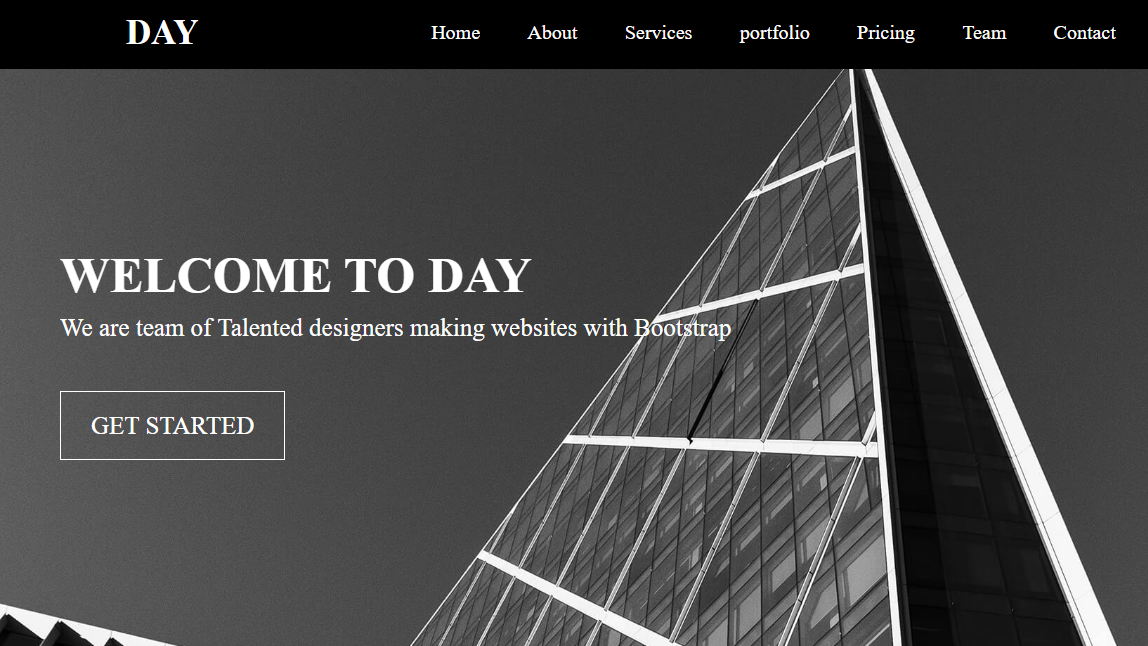 DAY
Home About Services portfolio Pricing Team Contact
WELCOME TO DAY
We are team of Talented designers making websites with Bootstrap
GET STARTED